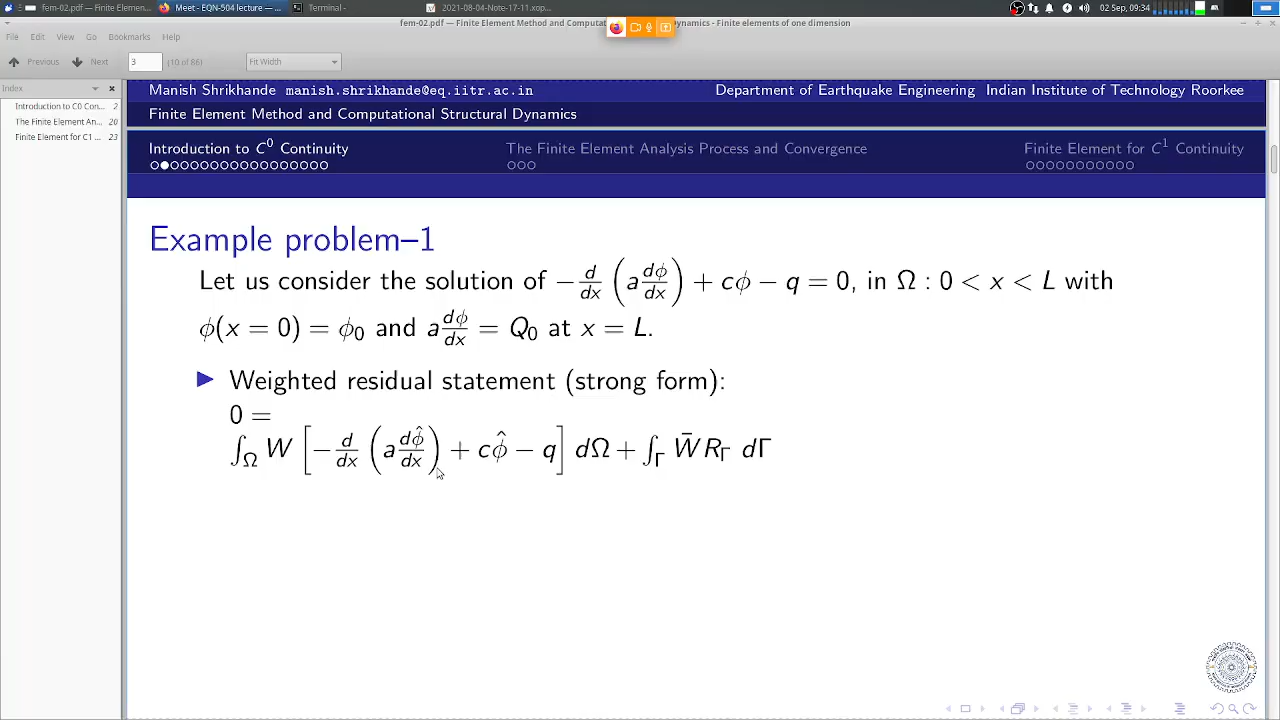 fem-02.pdf – Finite Elemen...
Meet - EQN-504 lecture — ...
Terminal -
2021-08-04-Note-17-11.xop...
02 Sep, 09:34
fem-02.pdf — Finite Element Method and Computa Dynamics - Finite elements of one dimension
File Edit View Go Bookmarks Help
Previous Next 3 (10 of 86) Fit Width
Index
Introduction to C0 Con... 2
The Finite Element An... 20
Finite Element for C1 ... 23
Manish Shrikhande manish.shrikhande@eq.iitr.ac.in Department of Earthquake Engineering Indian Institute of Technology Roorkee
Finite Element Method and Computational Structural Dynamics
Introduction to C⁰ Continuity The Finite Element Analysis Process and Convergence Finite Element for C¹ Continuity
Example problem–1
Let us consider the solution of −d/dx (a dϕ/dx) + cϕ − q = 0, in Ω : 0 < x < L with
ϕ(x = 0) = ϕ₀ and a dϕ/dx = Q₀ at x = L.
▶ Weighted residual statement (strong form):
0 =
∫_Ω W [−d/dx (a dϕ̂/dx) + cϕ̂ − q] dΩ + ∫_Γ W̄ R_Γ dΓ